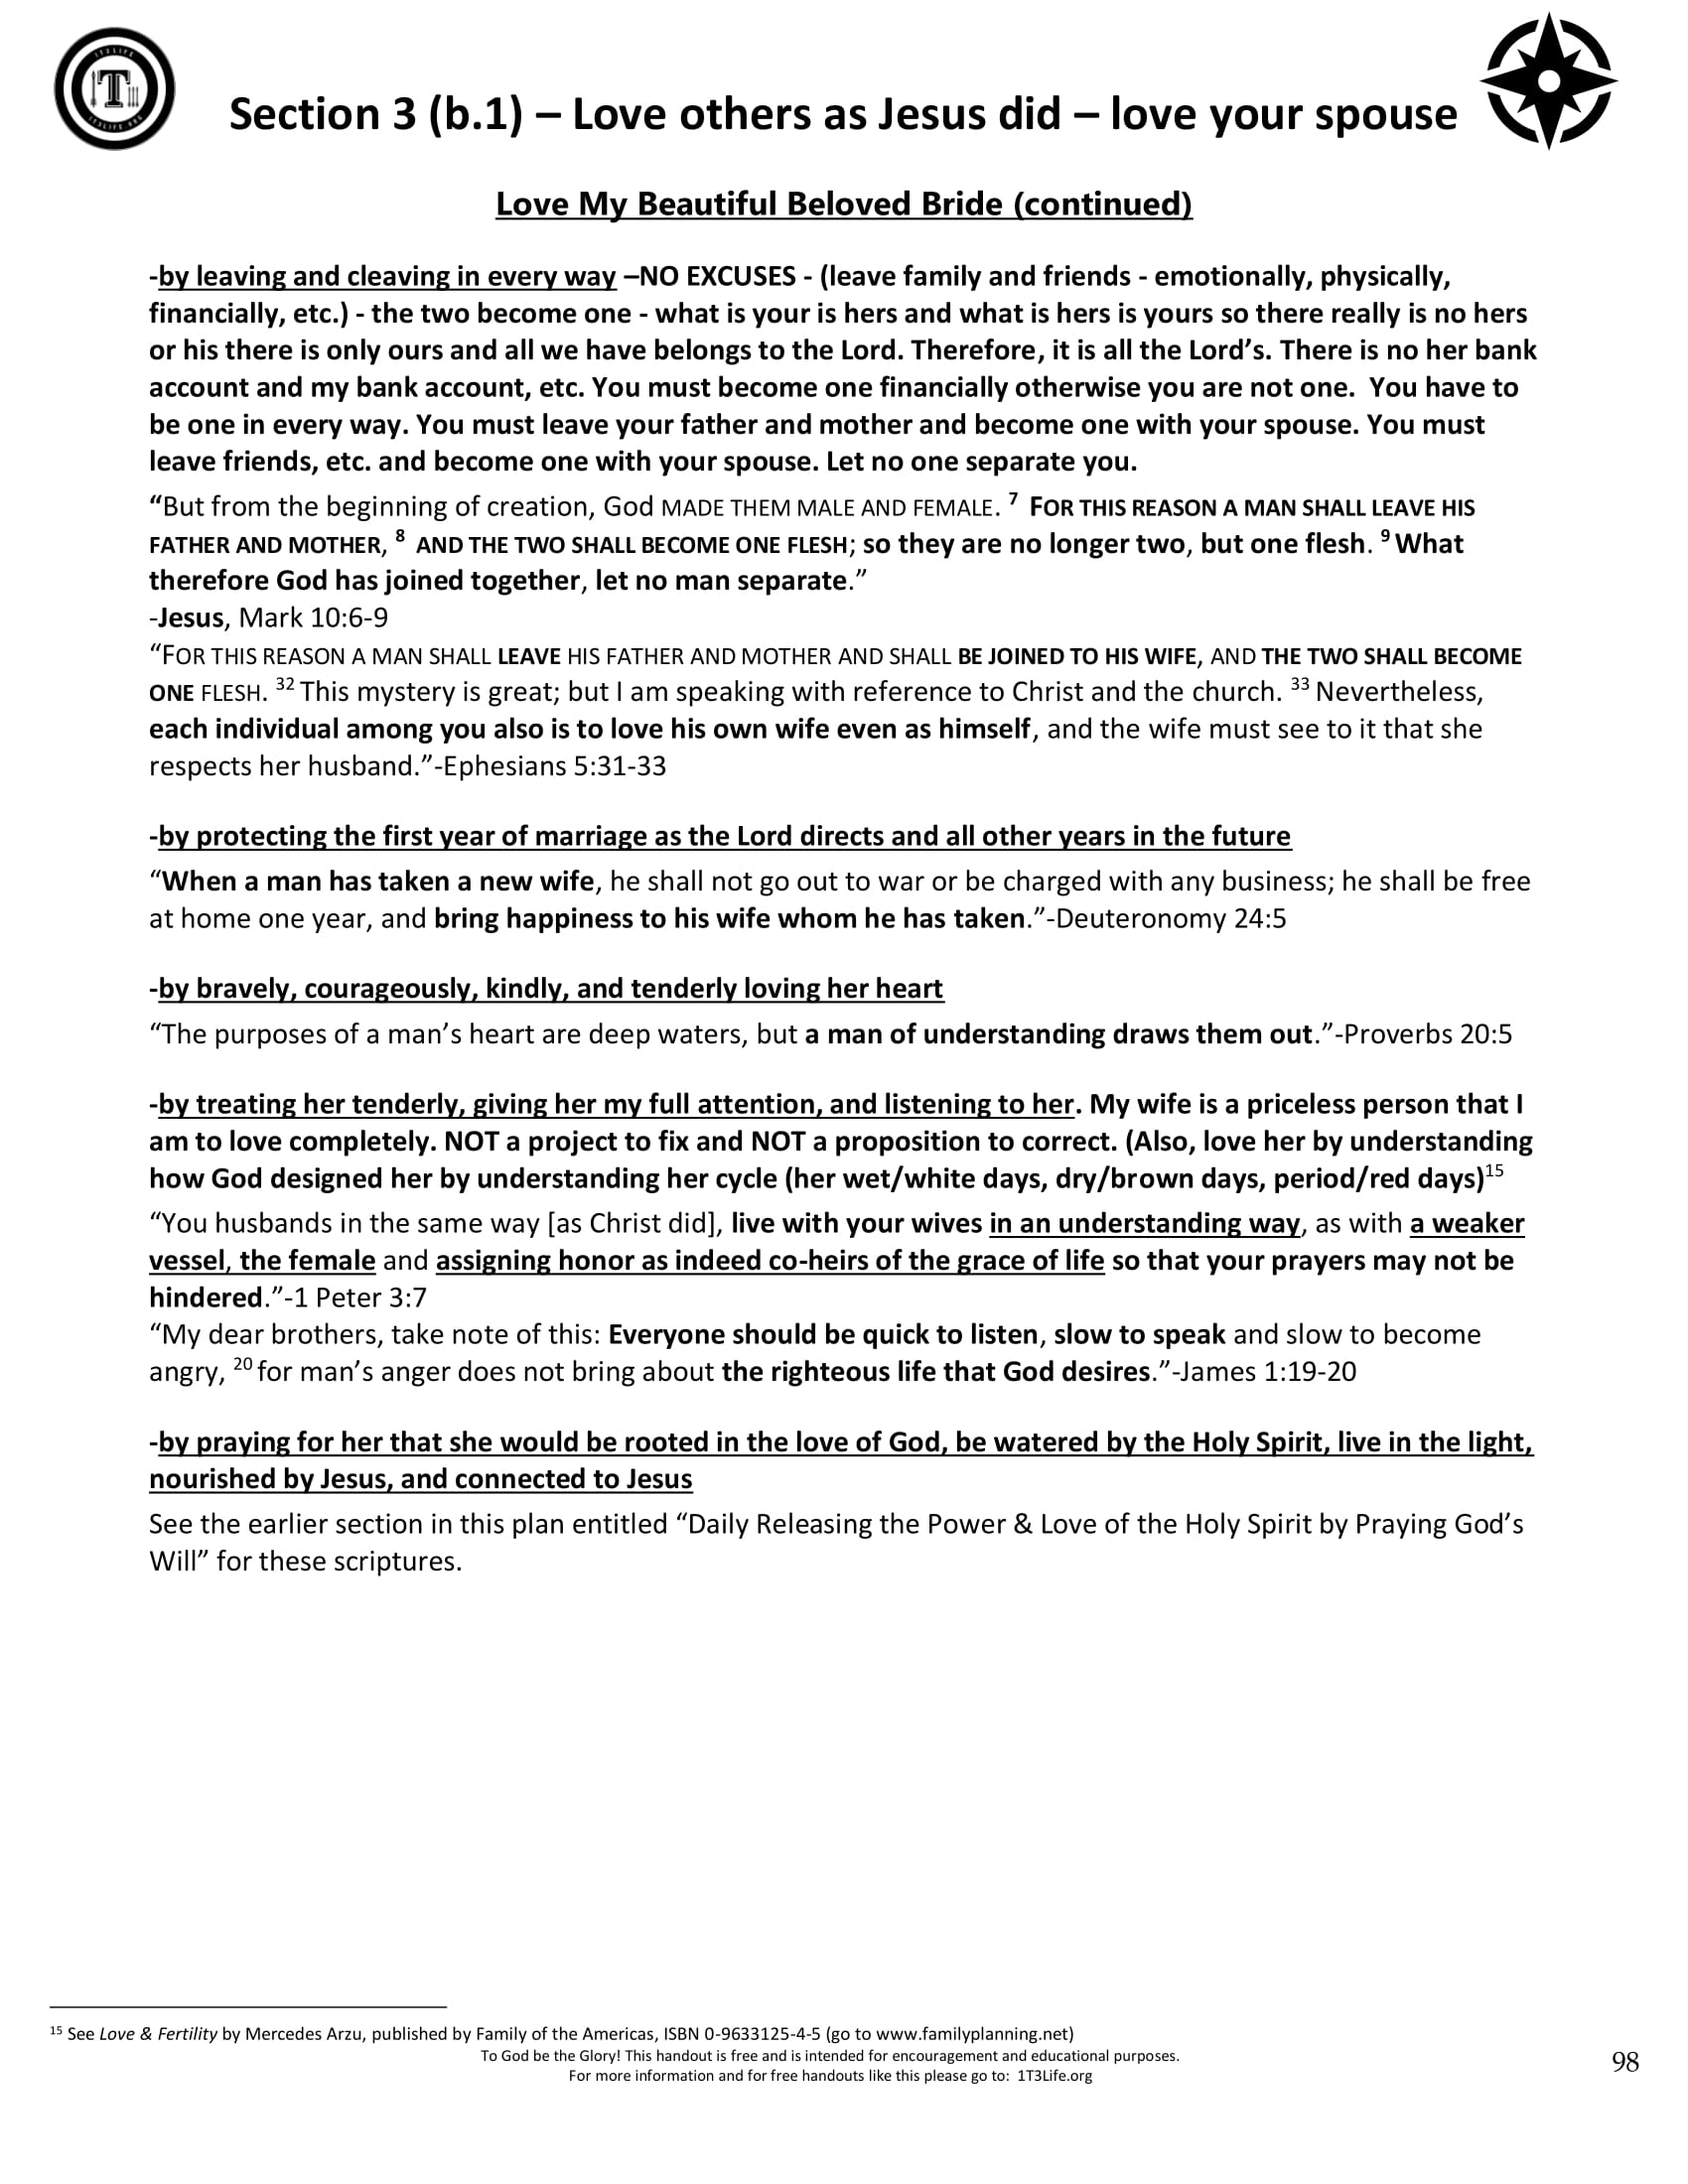 1T3LIFE
T
1T3LIFE.ORG
Section 3 (b.1) – Love others as Jesus did – love your spouse
Love My Beautiful Beloved Bride (continued)
-by leaving and cleaving in every way –NO EXCUSES - (leave family and friends - emotionally, physically,
financially, etc.) - the two become one - what is your is hers and what is hers is yours so there really is no hers
or his there is only ours and all we have belongs to the Lord. Therefore, it is all the Lord’s. There is no her bank
account and my bank account, etc. You must become one financially otherwise you are not one.  You have to
be one in every way. You must leave your father and mother and become one with your spouse. You must
leave friends, etc. and become one with your spouse. Let no one separate you.
“But from the beginning of creation, God MADE THEM MALE AND FEMALE. 7 FOR THIS REASON A MAN SHALL LEAVE HIS
FATHER AND MOTHER, 8 AND THE TWO SHALL BECOME ONE FLESH; so they are no longer two, but one flesh. 9 What
therefore God has joined together, let no man separate.”
-Jesus, Mark 10:6-9
“FOR THIS REASON A MAN SHALL LEAVE HIS FATHER AND MOTHER AND SHALL BE JOINED TO HIS WIFE, AND THE TWO SHALL BECOME
ONE FLESH. 32 This mystery is great; but I am speaking with reference to Christ and the church. 33 Nevertheless,
each individual among you also is to love his own wife even as himself, and the wife must see to it that she
respects her husband.”-Ephesians 5:31-33
-by protecting the first year of marriage as the Lord directs and all other years in the future
“When a man has taken a new wife, he shall not go out to war or be charged with any business; he shall be free
at home one year, and bring happiness to his wife whom he has taken.”-Deuteronomy 24:5
-by bravely, courageously, kindly, and tenderly loving her heart
“The purposes of a man’s heart are deep waters, but a man of understanding draws them out.”-Proverbs 20:5
-by treating her tenderly, giving her my full attention, and listening to her. My wife is a priceless person that I
am to love completely. NOT a project to fix and NOT a proposition to correct. (Also, love her by understanding
how God designed her by understanding her cycle (her wet/white days, dry/brown days, period/red days)15
“You husbands in the same way [as Christ did], live with your wives in an understanding way, as with a weaker
vessel, the female and assigning honor as indeed co-heirs of the grace of life so that your prayers may not be
hindered.”-1 Peter 3:7
“My dear brothers, take note of this: Everyone should be quick to listen, slow to speak and slow to become
angry, 20 for man’s anger does not bring about the righteous life that God desires.”-James 1:19-20
-by praying for her that she would be rooted in the love of God, be watered by the Holy Spirit, live in the light,
nourished by Jesus, and connected to Jesus
See the earlier section in this plan entitled “Daily Releasing the Power & Love of the Holy Spirit by Praying God’s
Will” for these scriptures.
15 See Love & Fertility by Mercedes Arzu, published by Family of the Americas, ISBN 0-9633125-4-5 (go to www.familyplanning.net)
To God be the Glory! This handout is free and is intended for encouragement and educational purposes.
For more information and for free handouts like this please go to:  1T3Life.org
98